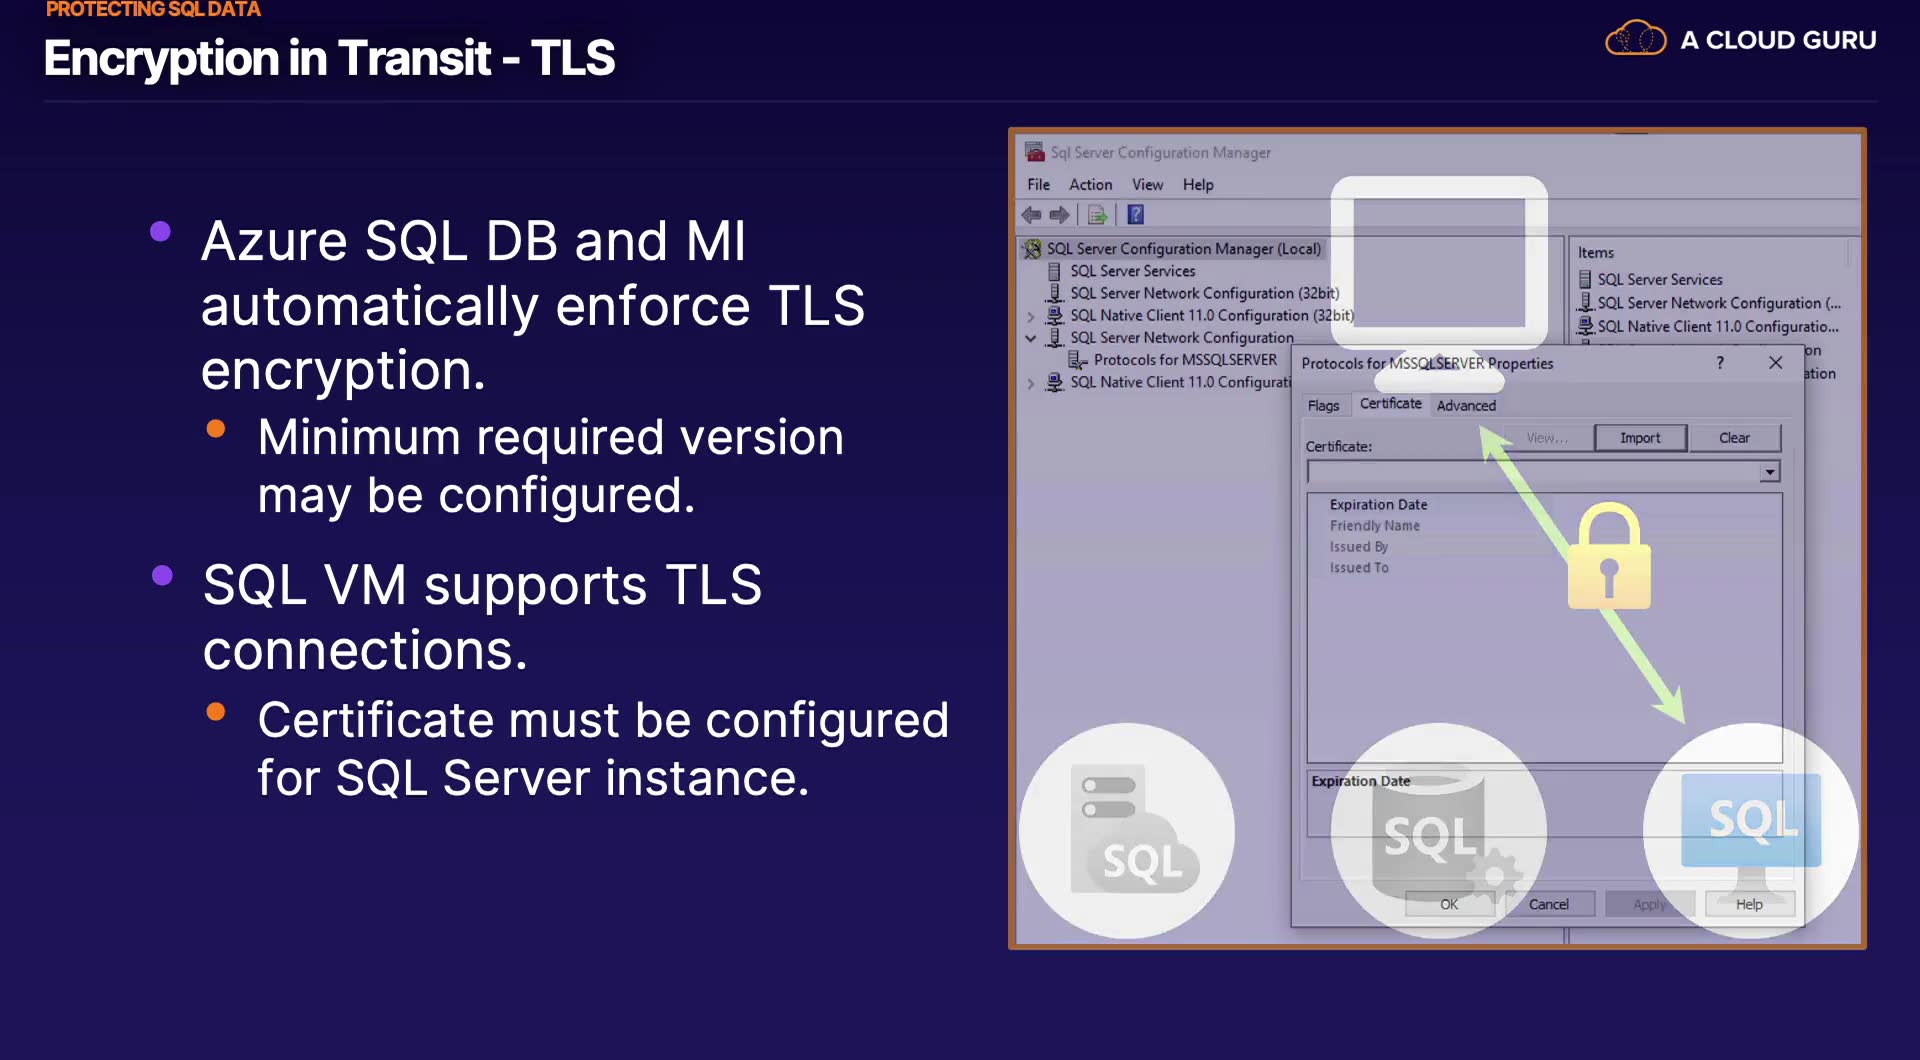 PROTECTING SQL DATA
Encryption in Transit - TLS
A CLOUD GURU
Azure SQL DB and MI
automatically enforce TLS
encryption.
Minimum required version
may be configured.
SQL VM supports TLS
connections.
Certificate must be configured
for SQL Server instance.
Sql Server Configuration Manager
File Action View Help
SQL Server Configuration Manager (Local)
SQL Server Services
SQL Server Network Configuration (32bit)
SQL Native Client 11.0 Configuration (32bit)
SQL Server Network Configuration
Protocols for MSSQLSERVER
SQL Native Client 11.0 Configurati
Items
SQL Server Services
SQL Server Network Configuration (...
SQL Native Client 11.0 Configuratio...
on
ation
Protocols for MSSQLSERVER Properties
?
Flags Certificate Advanced
Certificate:
View... Import Clear
Expiration Date
Friendly Name
Issued By
Issued To
Expiration Date
OK Cancel Apply Help
SQL
SQL
SQL